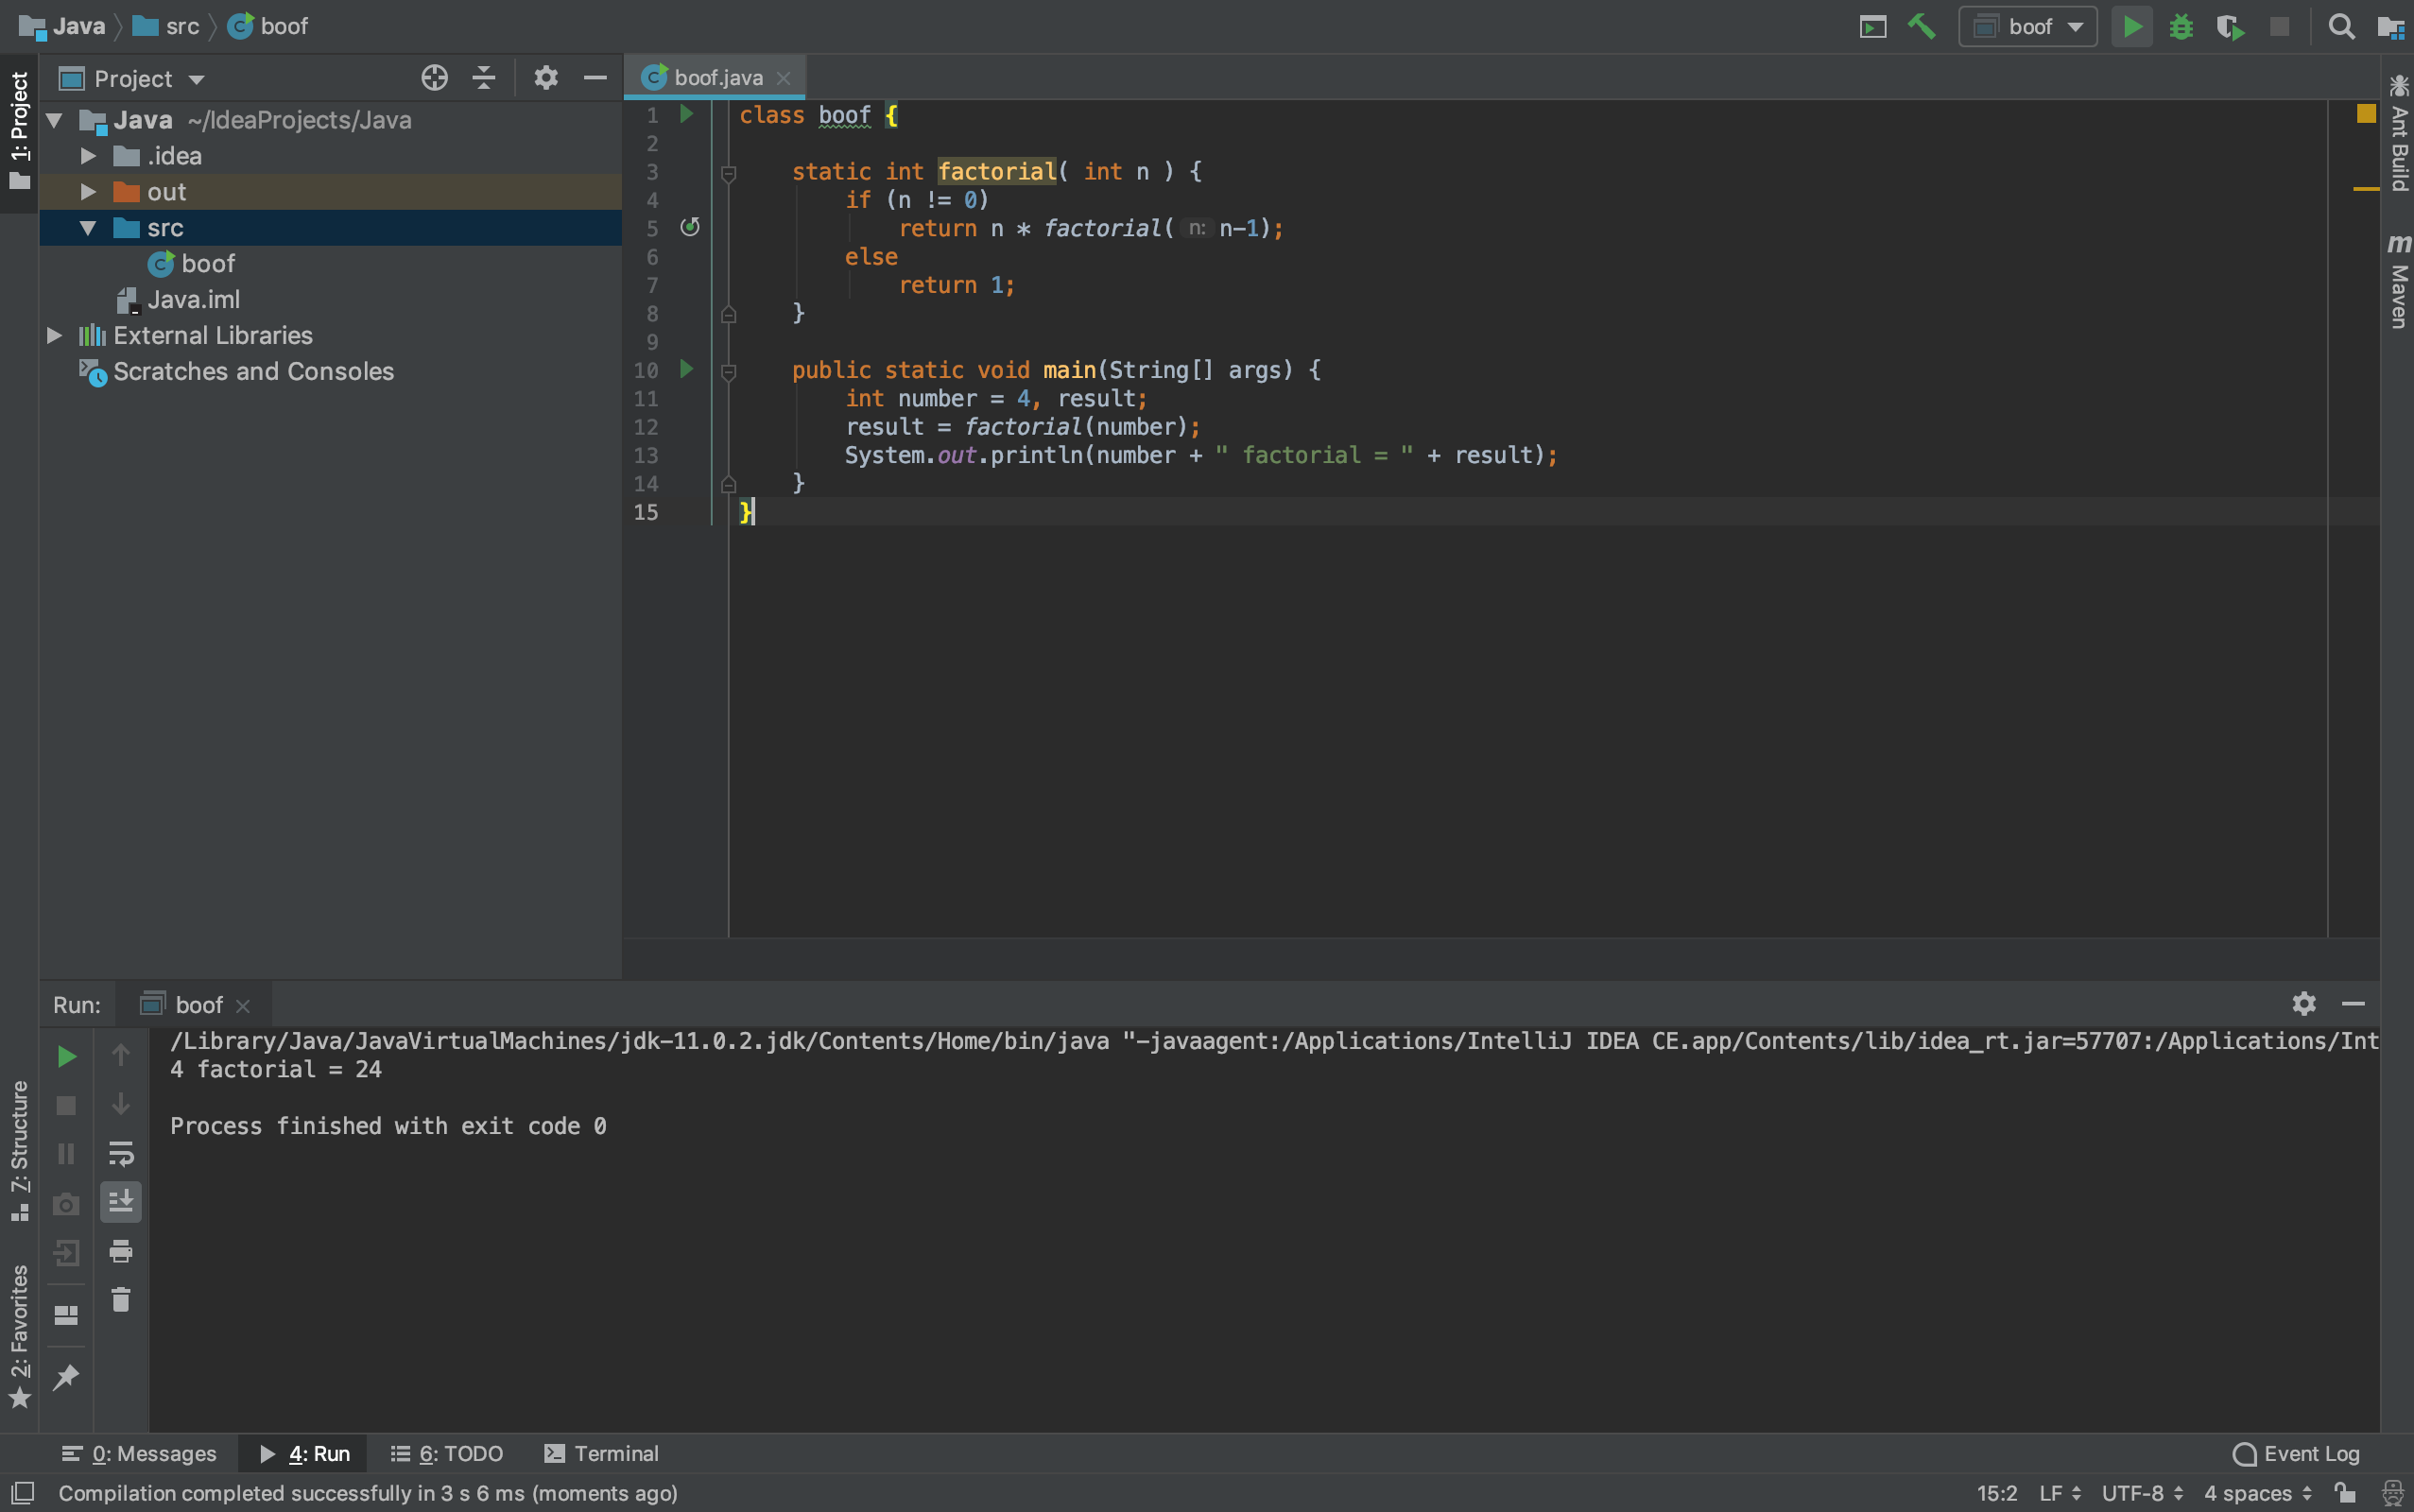 Java src boof
boof
Project
boof.java
1: Project
Java ~/IdeaProjects/Java
.idea
out
src
boof
Java.iml
External Libraries
Scratches and Consoles
1 class boof {
2
3 static int factorial( int n ) {
4 if (n != 0)
5 return n * factorial( n: n-1);
6 else
7 return 1;
8 }
9
10 public static void main(String[] args) {
11 int number = 4, result;
12 result = factorial(number);
13 System.out.println(number + " factorial = " + result);
14 }
15 }
Ant Build
m Maven
Run: boof
/Library/Java/JavaVirtualMachines/jdk-11.0.2.jdk/Contents/Home/bin/java "-javaagent:/Applications/IntelliJ IDEA CE.app/Contents/lib/idea_rt.jar=57707:/Applications/Int
4 factorial = 24
Process finished with exit code 0
7: Structure
2: Favorites
0: Messages 4: Run 6: TODO Terminal Event Log
Compilation completed successfully in 3 s 6 ms (moments ago) 15:2 LF UTF-8 4 spaces